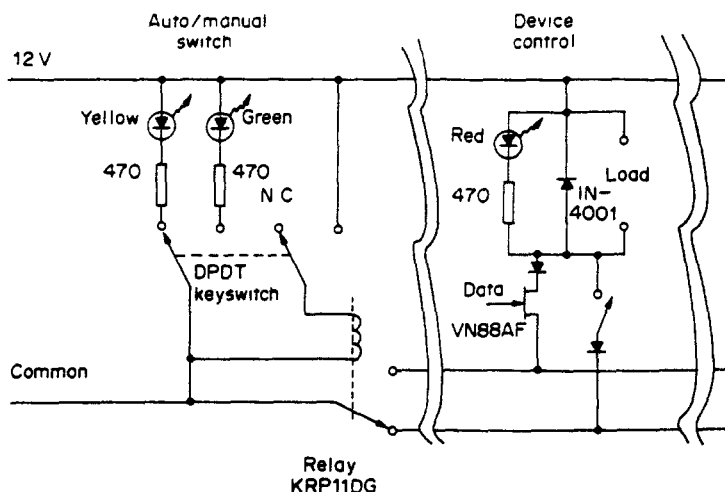 Auto/manual
switch
Device
control
12 V
Yellow
Green
Red
Load
470
470
N C
470
IN-
4001
DPDT
keyswitch
Data
VN88AF
Common
Relay
KRP11DG